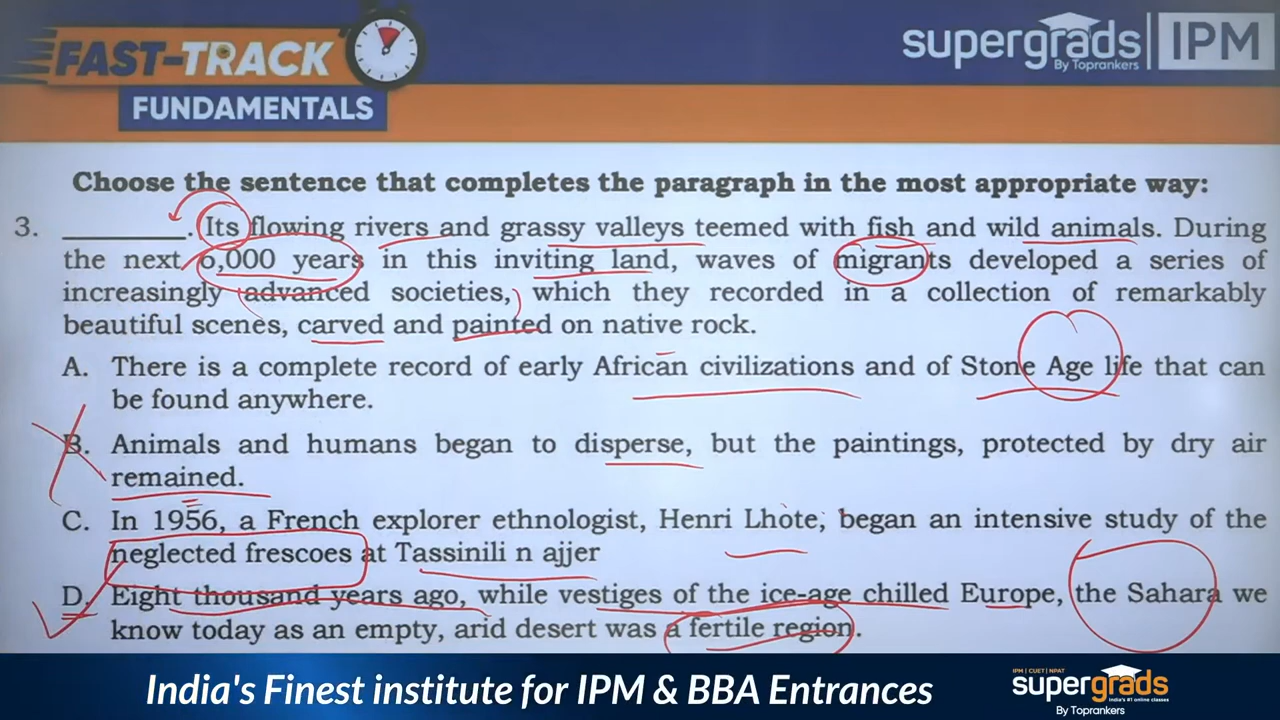 FAST-TRACK
FUNDAMENTALS
supergrads | IPM
By Toprankers
Choose the sentence that completes the paragraph in the most appropriate way:
3. ________. Its flowing rivers and grassy valleys teemed with fish and wild animals. During
the next 6,000 years in this inviting land, waves of migrants developed a series of
increasingly advanced societies, which they recorded in a collection of remarkably
beautiful scenes, carved and painted on native rock.
A. There is a complete record of early African civilizations and of Stone Age life that can
be found anywhere.
B. Animals and humans began to disperse, but the paintings, protected by dry air
remained.
C. In 1956, a French explorer ethnologist, Henri Lhote, began an intensive study of the
neglected frescoes at Tassinili n ajjer
D. Eight thousand years ago, while vestiges of the ice-age chilled Europe, the Sahara we
know today as an empty, arid desert was a fertile region.
India's Finest institute for IPM & BBA Entrances
IPM | CUET | NPAT
supergrads
India's #1 online classes
By Toprankers